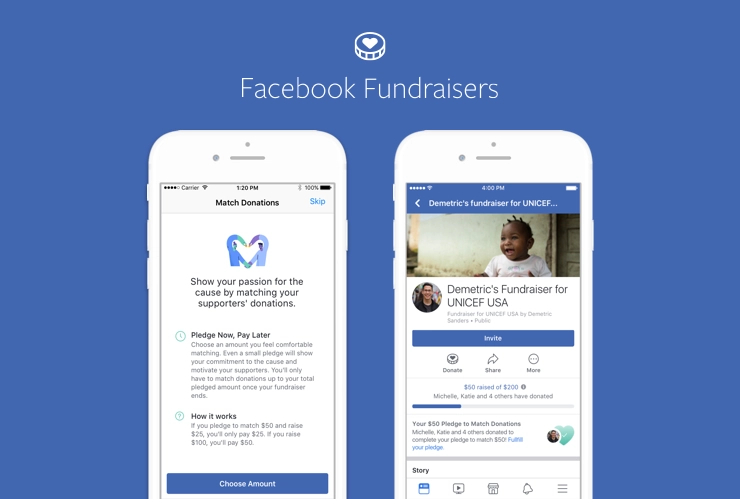 Facebook Fundraisers
Carrier
1:20 PM
100%
Match Donations
Skip
Show your passion for the
cause by matching your
supporters' donations.
Pledge Now, Pay Later
Choose an amount you feel comfortable
matching. Even a small pledge will show
your commitment to the cause and
motivate your supporters. You'll only
have to match donations up to your total
pledged amount once your fundraiser
ends.
How it works
If you pledge to match $50 and raise
$25, you'll only pay $25. If you raise
$100, you'll pay $50.
Choose Amount
4:00 PM
Demetric's fundraiser for UNICEF...
Demetric's Fundraiser for
UNICEF USA
Fundraiser for UNICEF USA by Demetric
Sanders • Public
Invite
Donate
Share
More
$50 raised of $200
Michelle, Katie and 4 others have donated
Your $50 Pledge to Match Donations
Michelle, Katie and 4 others donated to
complete your pledge to match $50! Fulfill
your pledge.
Story